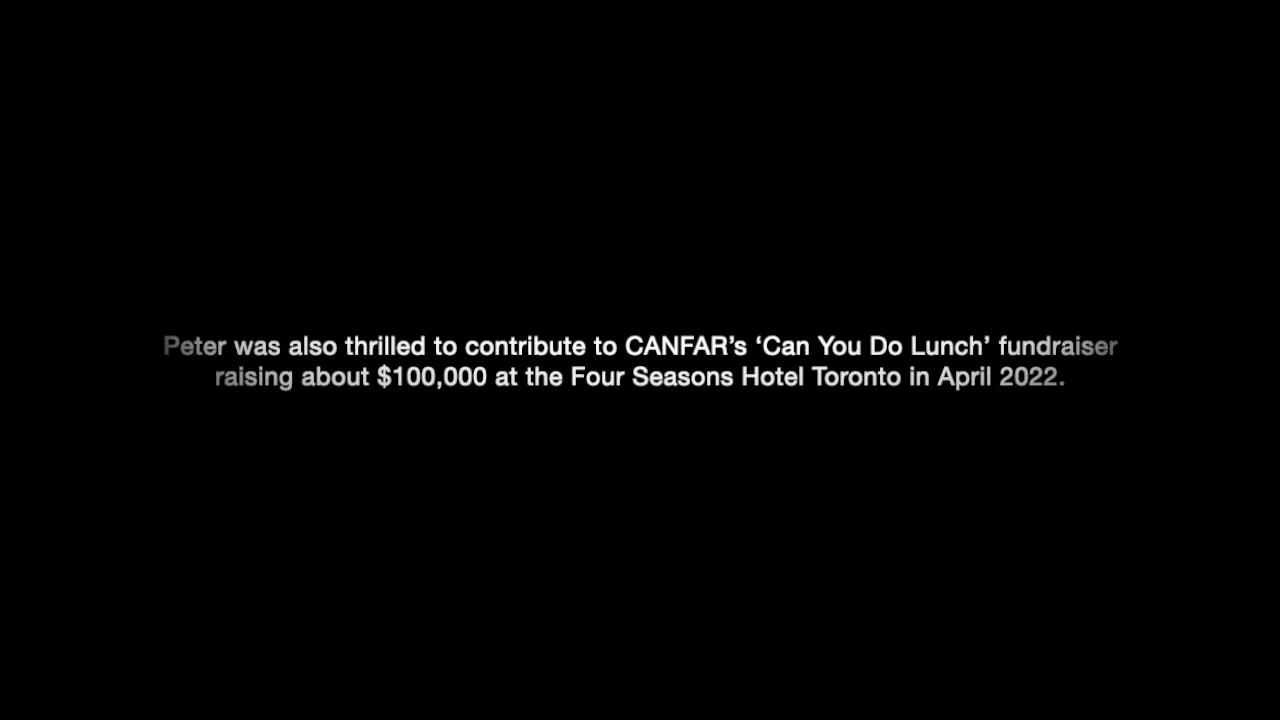 Peter was also thrilled to contribute to CANFAR’s ‘Can You Do Lunch’ fundraiser
raising about $100,000 at the Four Seasons Hotel Toronto in April 2022.